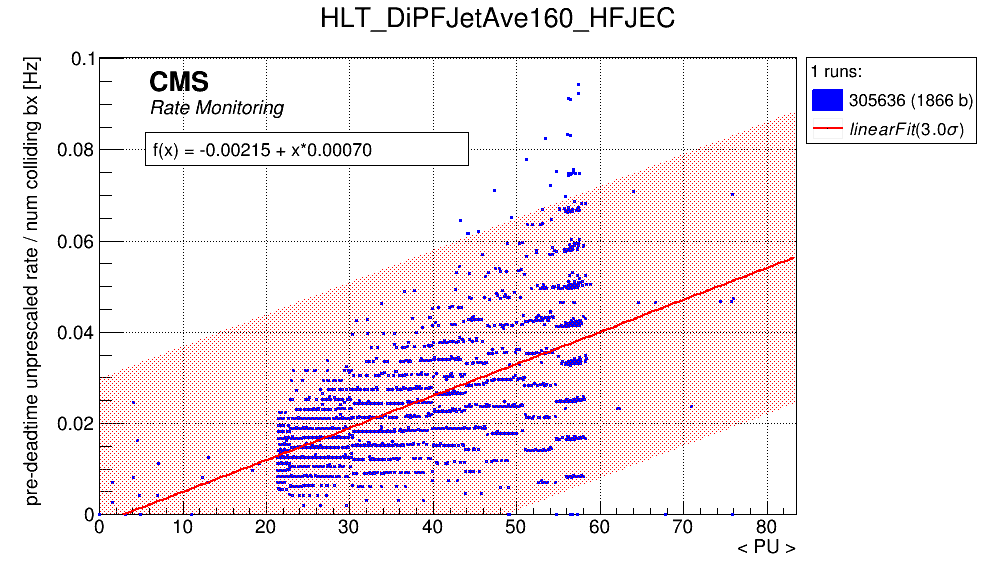 HLT_DiPFJetAve160_HFJEC
pre-deadtime unprescaled rate / num colliding bx [Hz]
CMS
Rate Monitoring
f(x) = -0.00215 + x*0.00070
1 runs:
305636 (1866 b)
linearFit(3.0σ)
0.1
0.08
0.06
0.04
0.02
0
0 10 20 30 40 50 60 70 80
< PU >